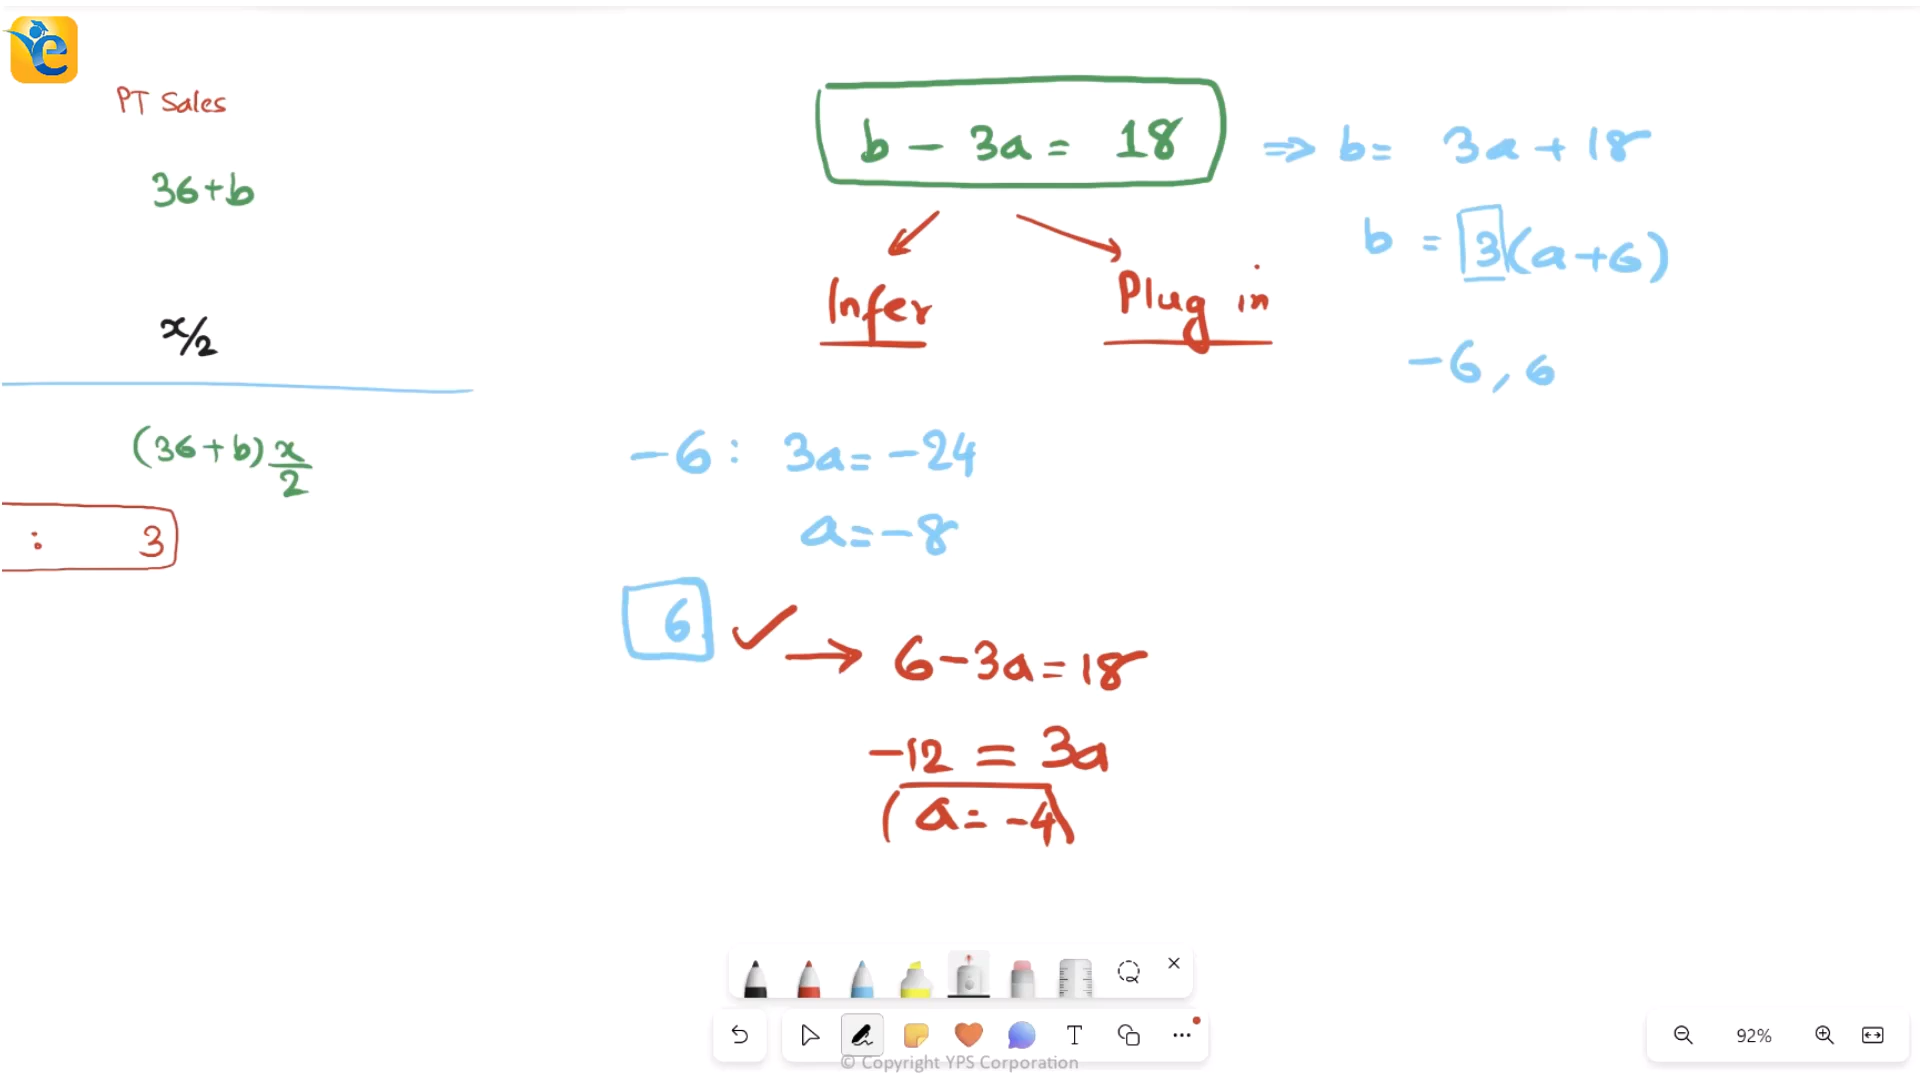 PT Sales
36+b
x/2
(36+b) x/2
: 3
b - 3a = 18 ⇒ b = 3a + 18
b = 3(a+6)
Infer Plug in
-6, 6
-6 : 3a = -24
a = -8
6 ✓ → 6-3a=18
-12 = 3a
a = -4
92%
© Copyright YPS Corporation